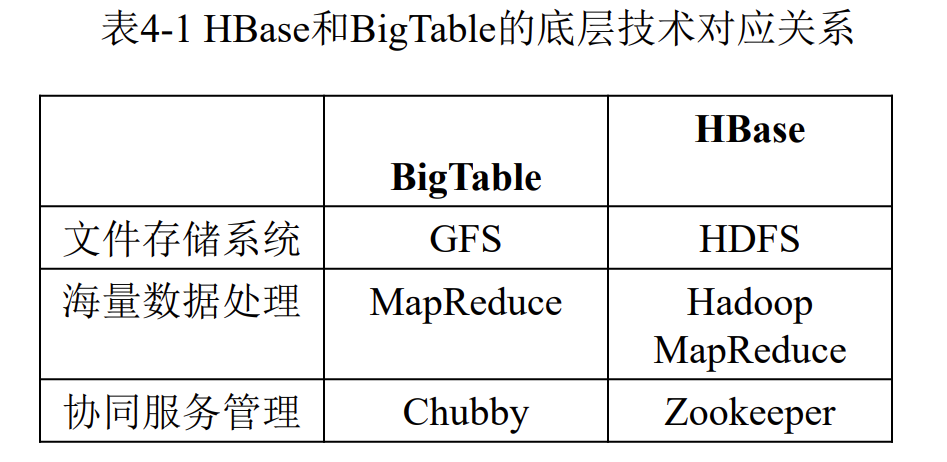 表4-1 HBase和BigTable的底层技术对应关系
BigTable HBase
文件存储系统 GFS HDFS
海量数据处理 MapReduce Hadoop
MapReduce
协同服务管理 Chubby Zookeeper